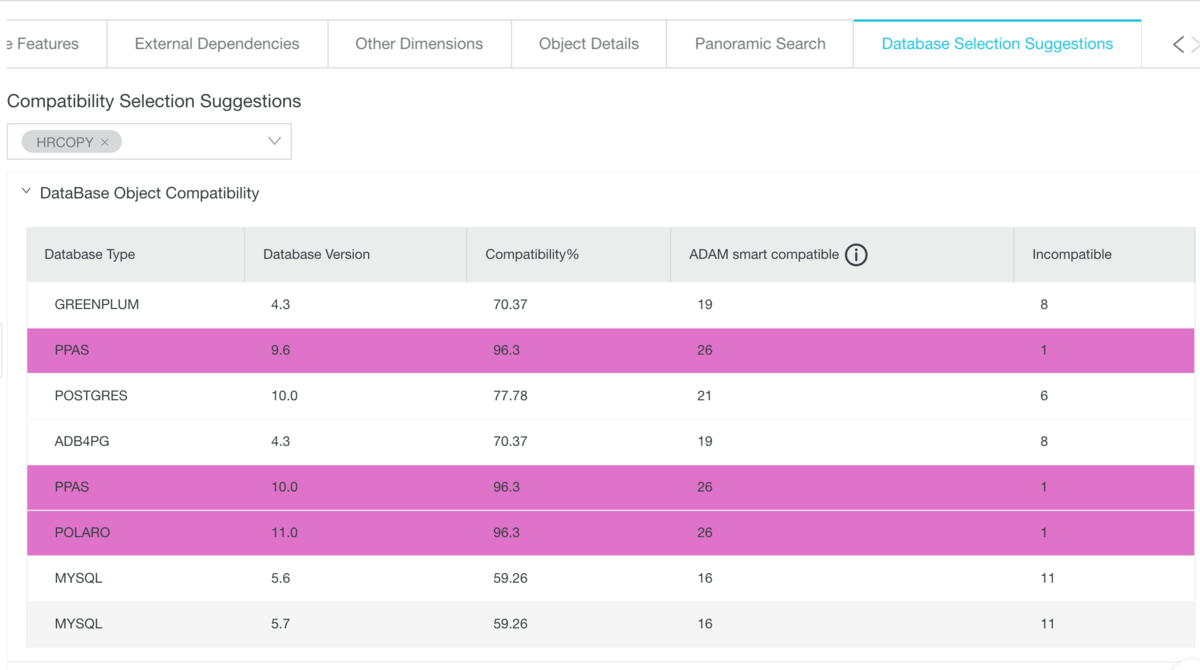 e Features External Dependencies Other Dimensions Object Details Panoramic Search Database Selection Suggestions
Compatibility Selection Suggestions
HRCOPY ×
DataBase Object Compatibility
Database Type Database Version Compatibility% ADAM smart compatible i Incompatible
GREENPLUM 4.3 70.37 19 8
PPAS 9.6 96.3 26 1
POSTGRES 10.0 77.78 21 6
ADB4PG 4.3 70.37 19 8
PPAS 10.0 96.3 26 1
POLARO 11.0 96.3 26 1
MYSQL 5.6 59.26 16 11
MYSQL 5.7 59.26 16 11